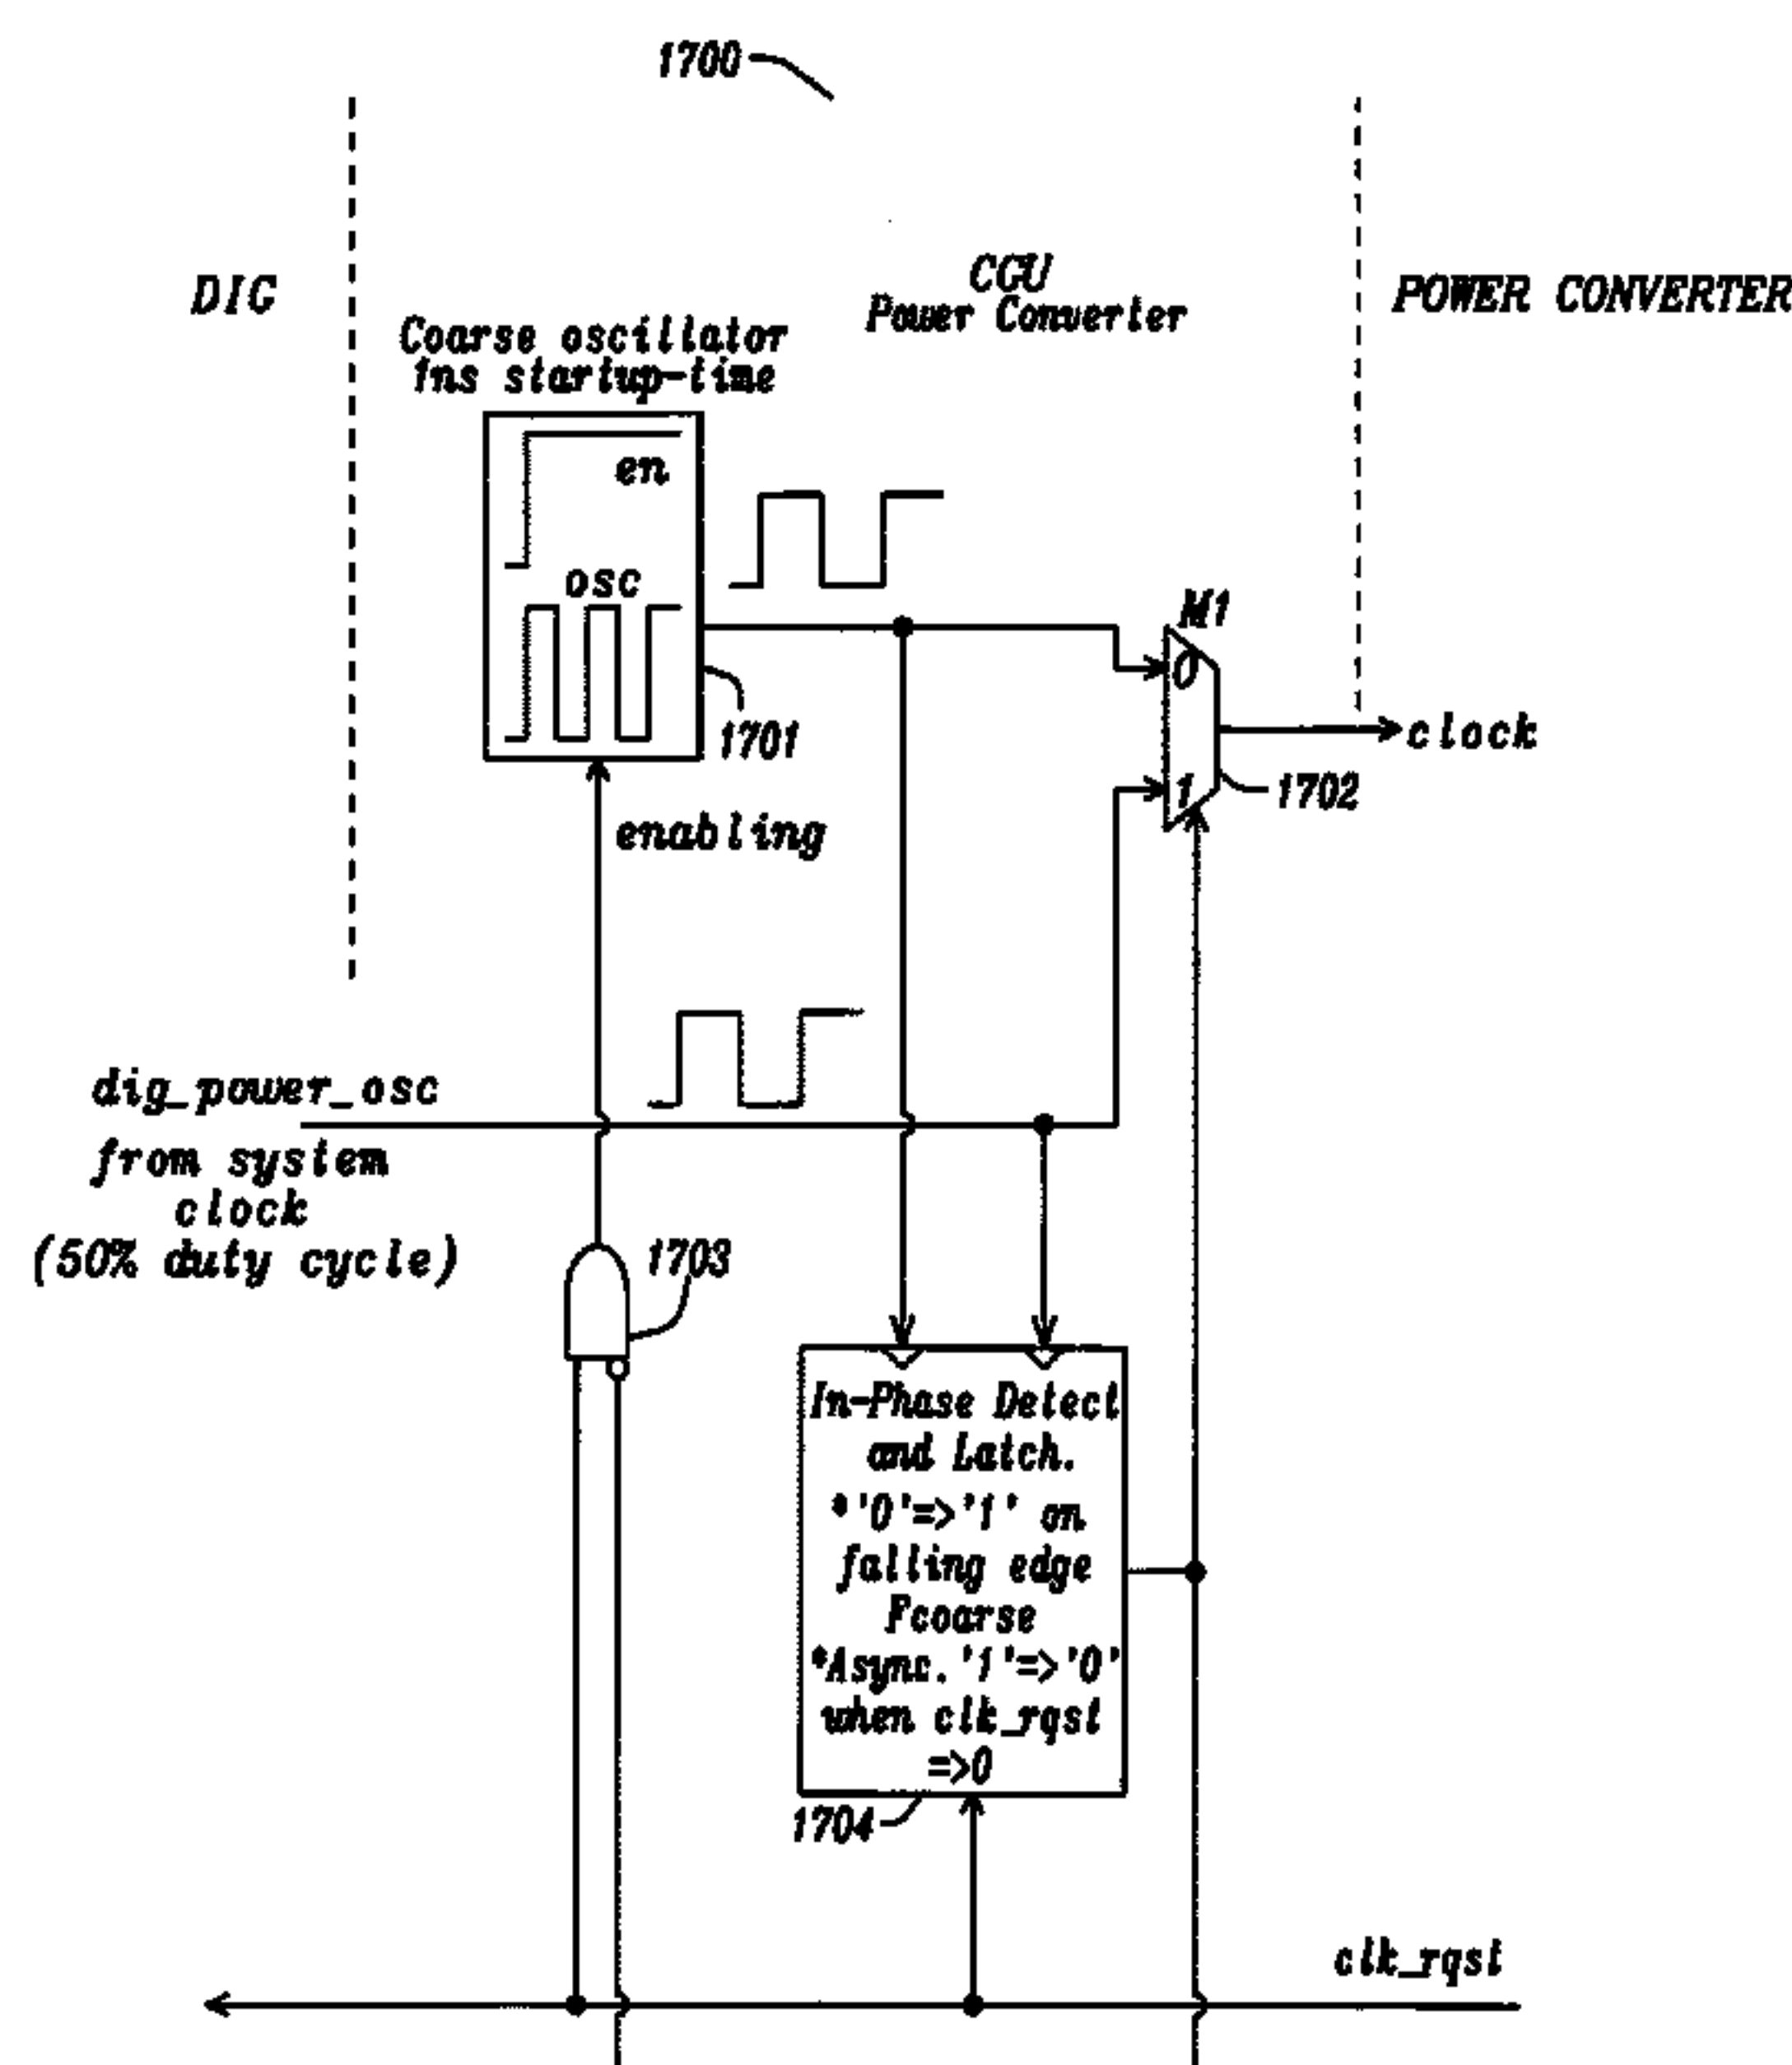 1700
DIG
CGU
Power Converter
POWER CONVERTER
Coarse oscillator
1ns startup-time
en
osc
1701
M1
0
1
clock
1702
enabling
dig_power_osc
from system
clock
(50% duty cycle)
1703
In-Phase Detect
and Latch.
*'0'=>'1' on
falling edge
Fcoarse
*Async.'1'=>'0'
when clk_rqst
=>0
1704
clk_rqst